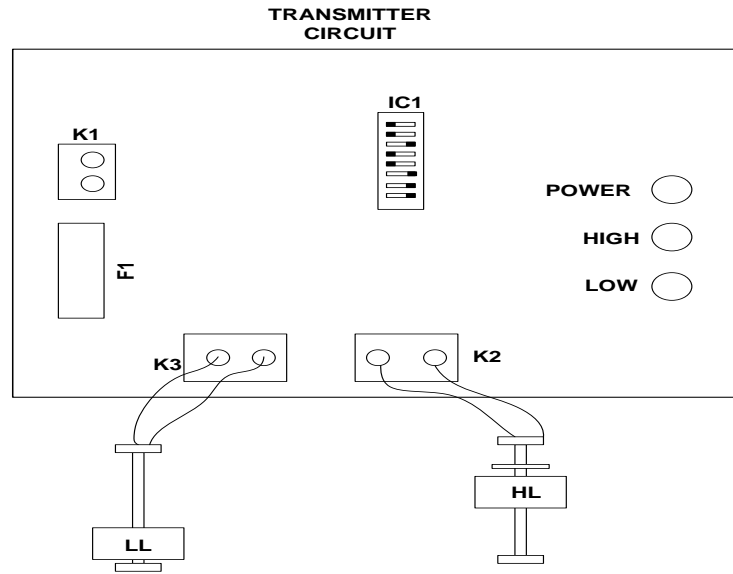 TRANSMITTER
CIRCUIT
IC1
K1
POWER
HIGH
F1
LOW
K3
K2
HL
LL